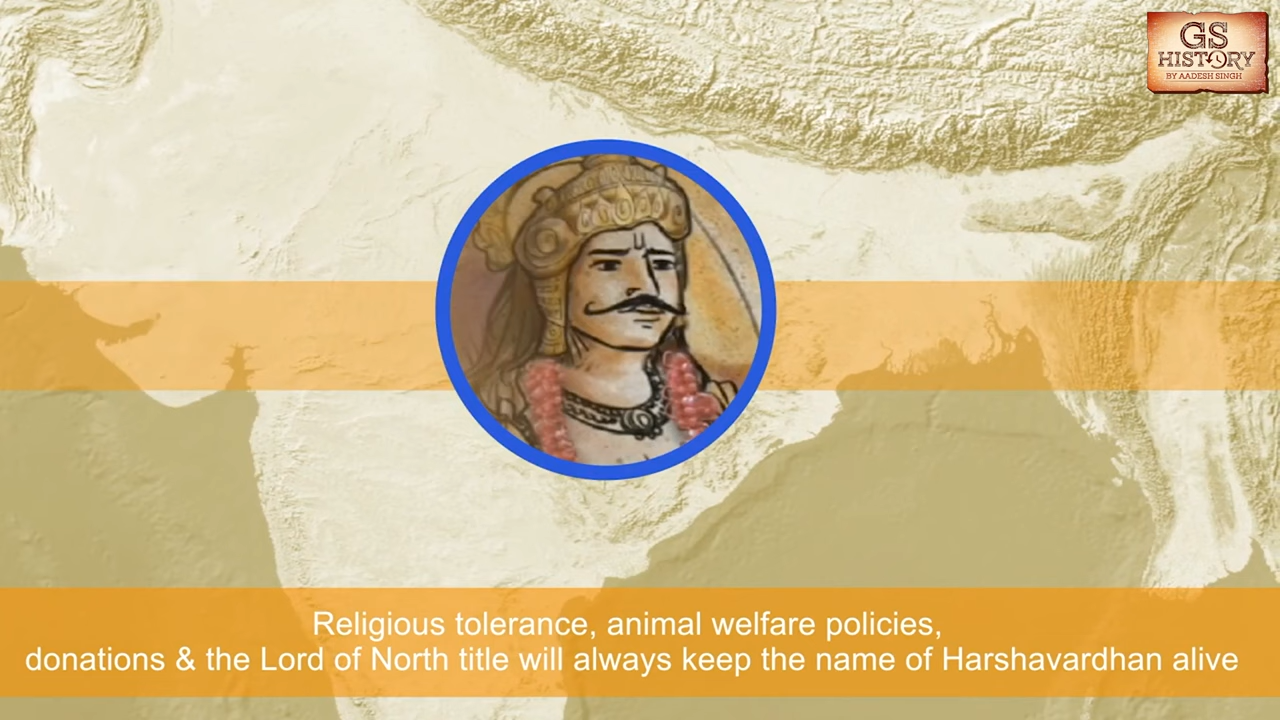 GS
HISTORY
BY AADESH SINGH
Religious tolerance, animal welfare policies,
donations & the Lord of North title will always keep the name of Harshavardhan alive